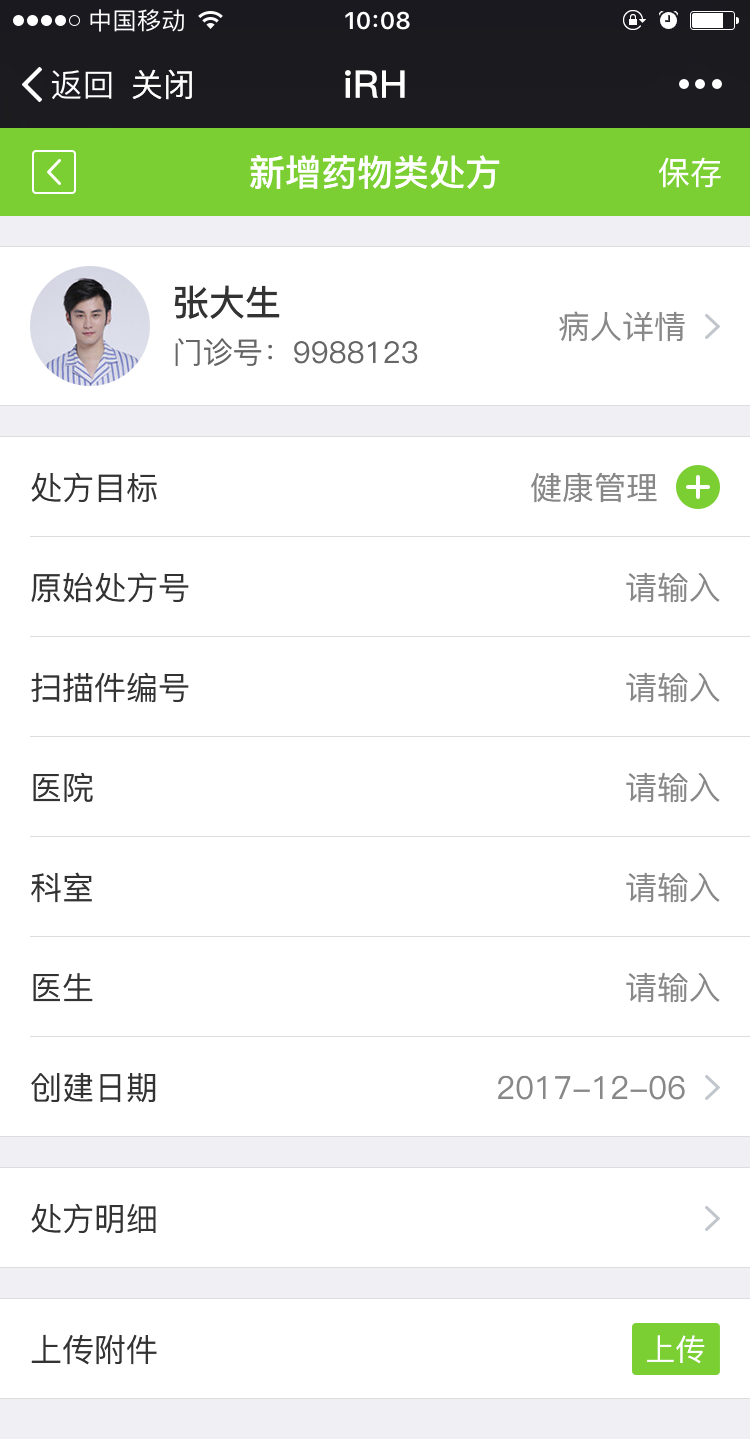 中国移动 10:08
返回 关闭 iRH
新增药物类处方 保存
张大生
门诊号：9988123
病人详情
处方目标 健康管理
原始处方号 请输入
扫描件编号 请输入
医院 请输入
科室 请输入
医生 请输入
创建日期 2017-12-06
处方明细
上传附件 上传